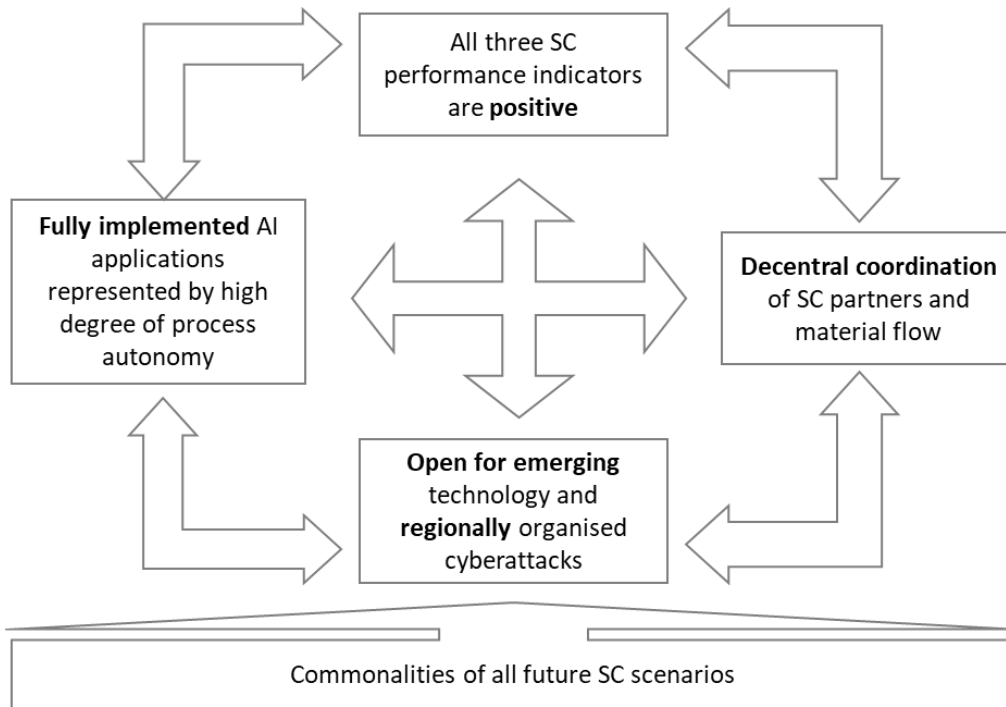 All three SC
performance indicators
are positive
Fully implemented AI
applications
represented by high
degree of process
autonomy
Decentral coordination
of SC partners and
material flow
Open for emerging
technology and
regionally organised
cyberattacks
Commonalities of all future SC scenarios